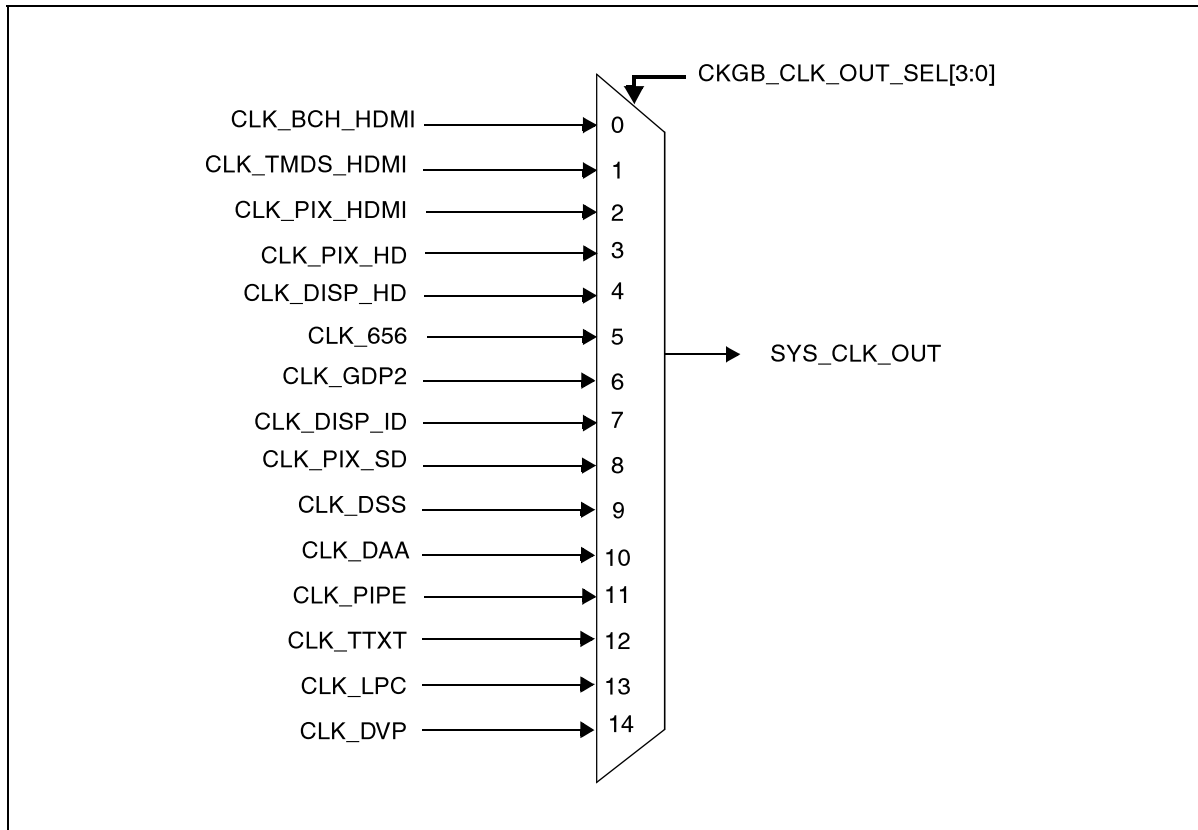 CKGB_CLK_OUT_SEL[3:0]
CLK_BCH_HDMI 0
CLK_TMDS_HDMI 1
CLK_PIX_HDMI 2
CLK_PIX_HD 3
CLK_DISP_HD 4
CLK_656 5
SYS_CLK_OUT
CLK_GDP2 6
CLK_DISP_ID 7
CLK_PIX_SD 8
CLK_DSS 9
CLK_DAA 10
CLK_PIPE 11
CLK_TTXT 12
CLK_LPC 13
CLK_DVP 14